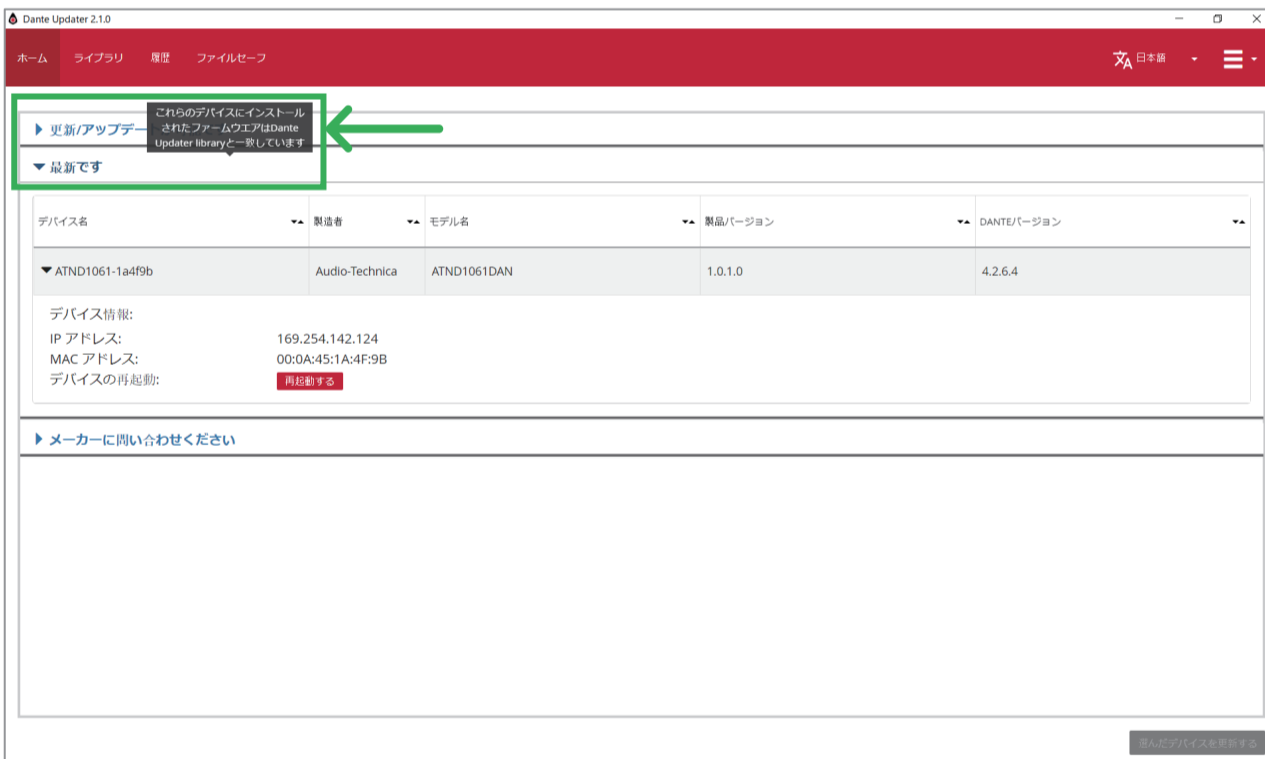 Dante Updater 2.1.0
ホーム ライブラリ 履歴 ファイルセーフ 日本語
更新/アップデー
これらのデバイスにインストール
されたファームウエアはDante
Updater libraryと一致しています
最新です
デバイス名 製造者 モデル名 製品バージョン DANTEバージョン
ATND1061-1a4f9b Audio-Technica ATND1061DAN 1.0.1.0 4.2.6.4
デバイス情報:
IP アドレス: 169.254.142.124
MAC アドレス: 00:0A:45:1A:4F:9B
デバイスの再起動: 再起動する
メーカーに問い合わせください
選んだデバイスを更新する